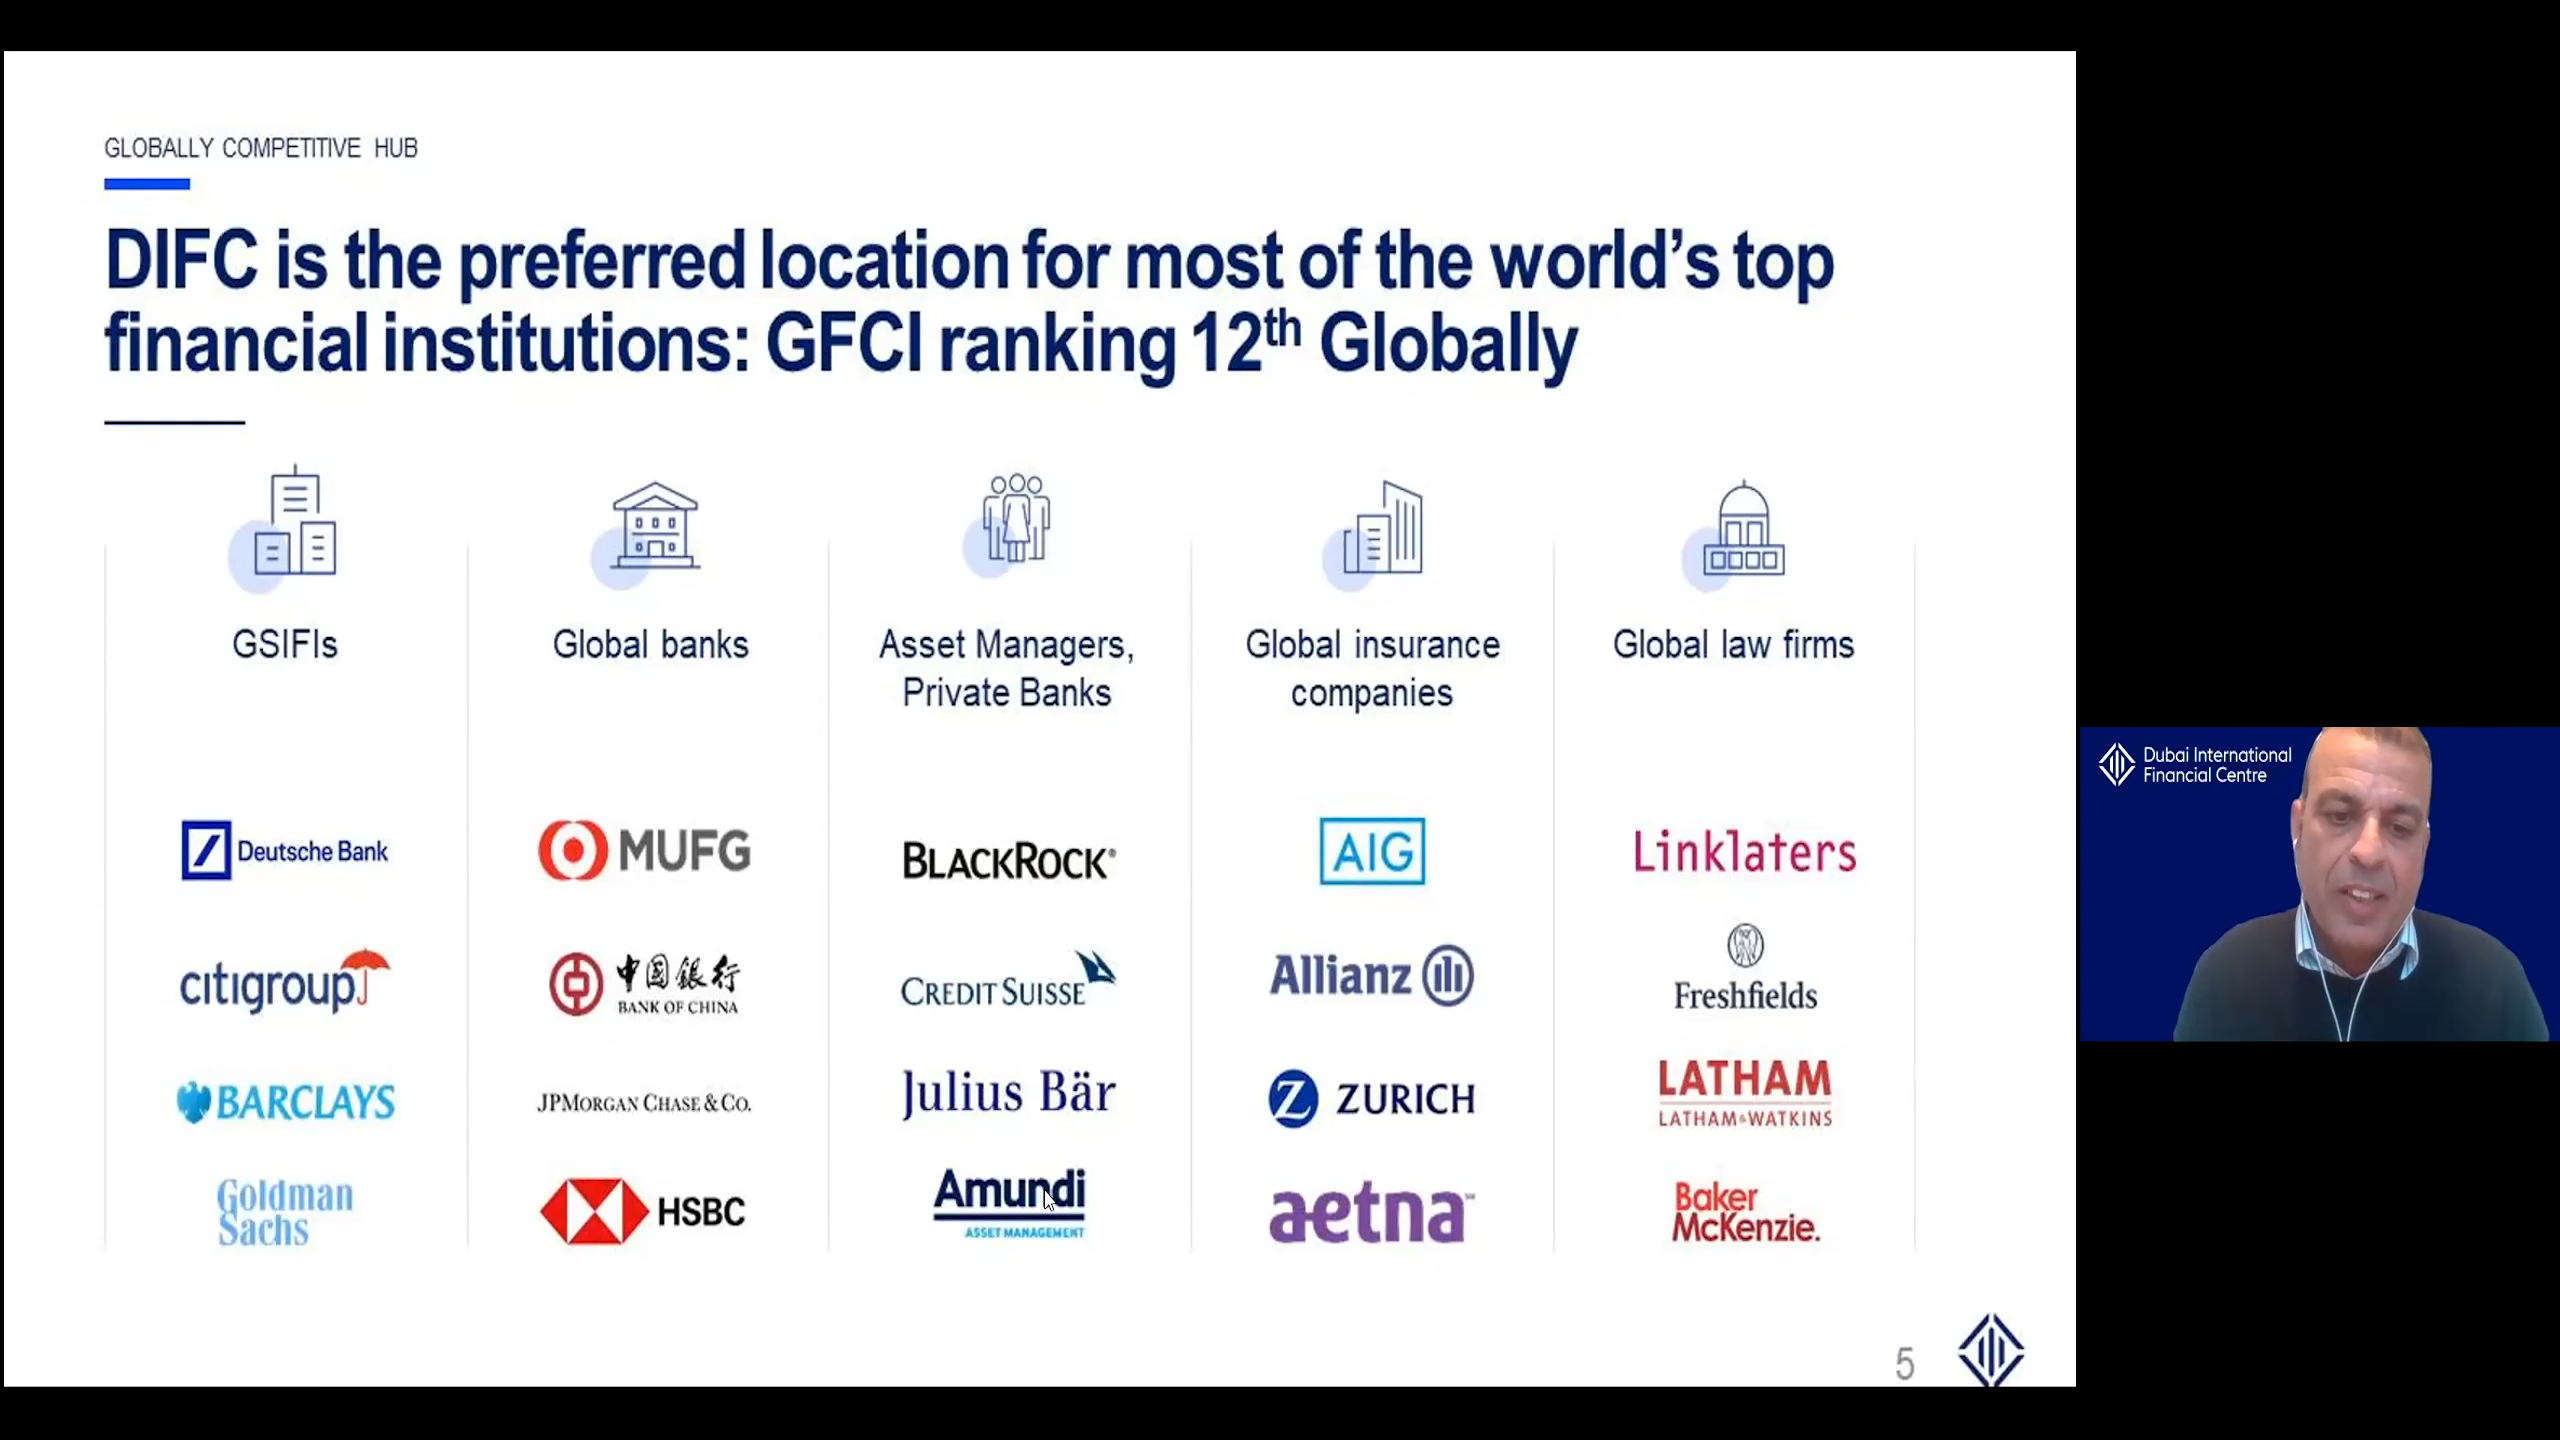 GLOBALLY COMPETITIVE HUB
DIFC is the preferred location for most of the world's top
financial institutions: GFCI ranking 12th Globally
GSIFIs
Global banks
Asset Managers,
Private Banks
Global insurance
companies
Global law firms
Deutsche Bank
citigroup
BARCLAYS
Goldman
Sachs
MUFG
中国銀行
BANK OF CHINA
JPMORGAN CHASE & CO.
HSBC
BLACKROCK®
CREDIT SUISSE
Julius Bär
Amundi
ASSET MANAGEMENT
AIG
Allianz
Z ZURICH
aetna™
Linklaters
Freshfields
LATHAM
LATHAM&WATKINS
Baker
McKenzie.
5
Dubai International
Financial Centre